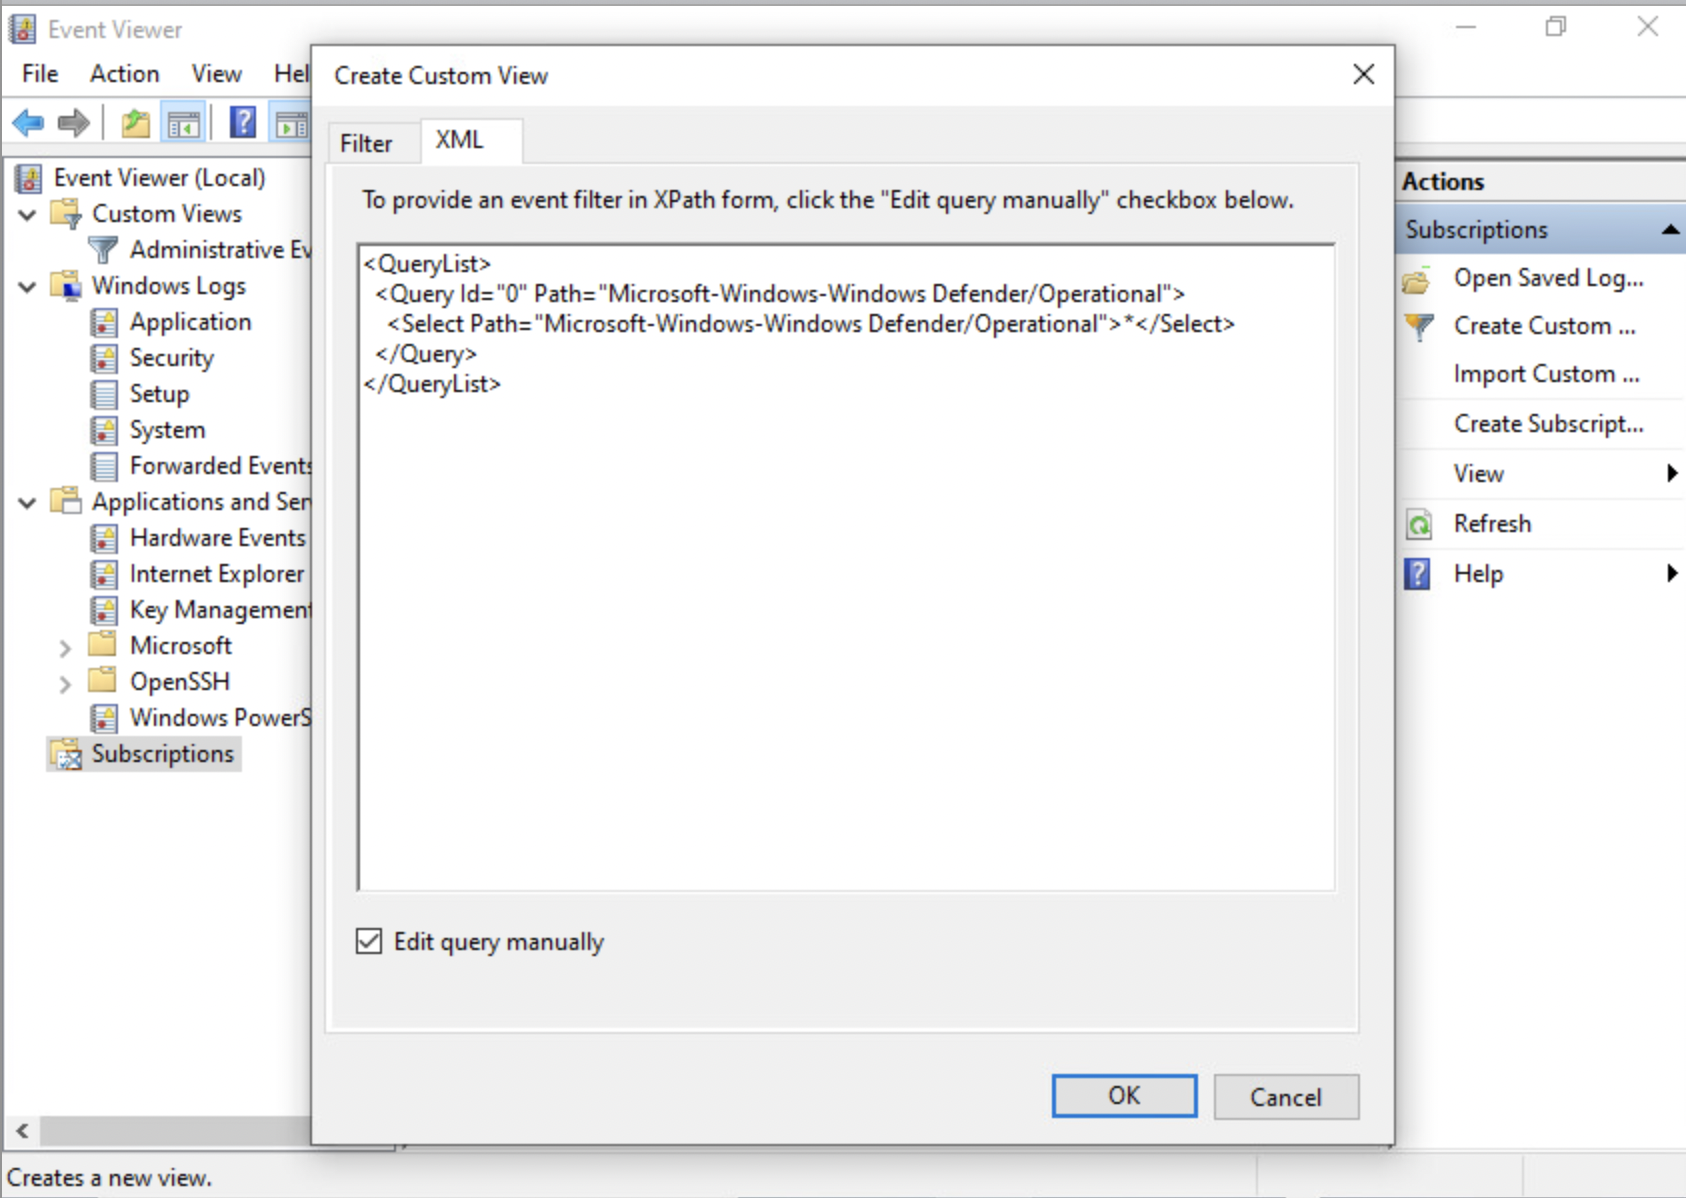 Event Viewer
File Action View Hel
Create Custom View
Filter XML
To provide an event filter in XPath form, click the "Edit query manually" checkbox below.
<QueryList>
<Query Id="0" Path="Microsoft-Windows-Windows Defender/Operational">
<Select Path="Microsoft-Windows-Windows Defender/Operational">*</Select>
</Query>
</QueryList>
Edit query manually
OK Cancel
Event Viewer (Local)
Custom Views
Administrative Ev
Windows Logs
Application
Security
Setup
System
Forwarded Events
Applications and Ser
Hardware Events
Internet Explorer
Key Management
Microsoft
OpenSSH
Windows PowerS
Subscriptions
Actions
Subscriptions
Open Saved Log...
Create Custom ...
Import Custom ...
Create Subscript...
View
Refresh
Help
Creates a new view.